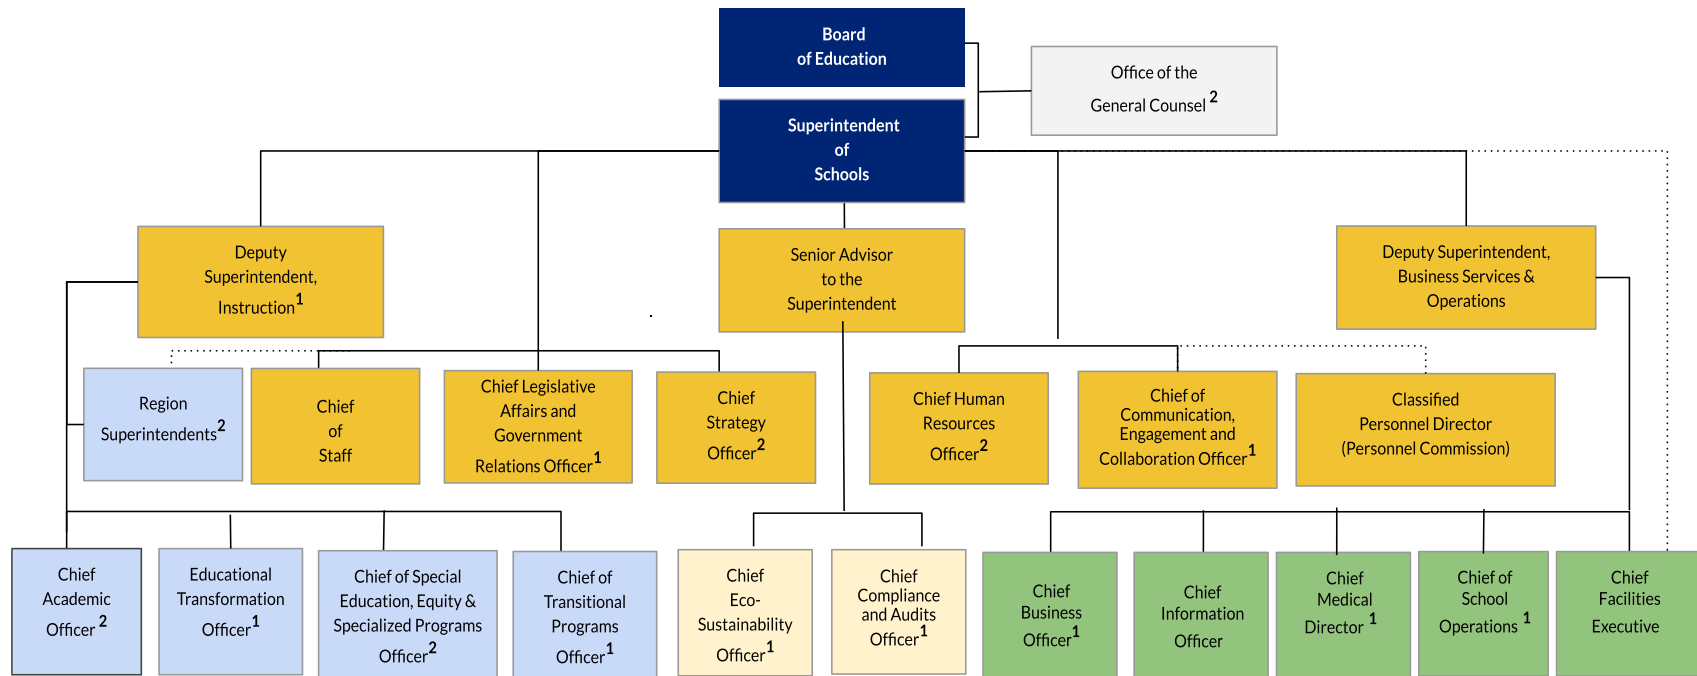 Board
of Education
Office of the
General Counsel 2
Superintendent
of
Schools
Deputy
Superintendent,
Instruction1
Senior Advisor
to the
Superintendent
Deputy Superintendent,
Business Services &
Operations
Region
Superintendents2
Chief
of
Staff
Chief Legislative
Affairs and
Government
Relations Officer1
Chief
Strategy
Officer2
Chief Human
Resources
Officer2
Chief of
Communication,
Engagement and
Collaboration Officer1
Classified
Personnel Director
(Personnel Commission)
Chief
Academic
Officer 2
Educational
Transformation
Officer1
Chief of Special
Education, Equity &
Specialized Programs
Officer2
Chief of
Transitional
Programs
Officer1
Chief
Eco-
Sustainability
Officer1
Chief
Compliance
and Audits
Officer1
Chief
Business
Officer1
Chief
Information
Officer
Chief
Medical
Director 1
Chief of
School
Operations 1
Chief
Facilities
Executive